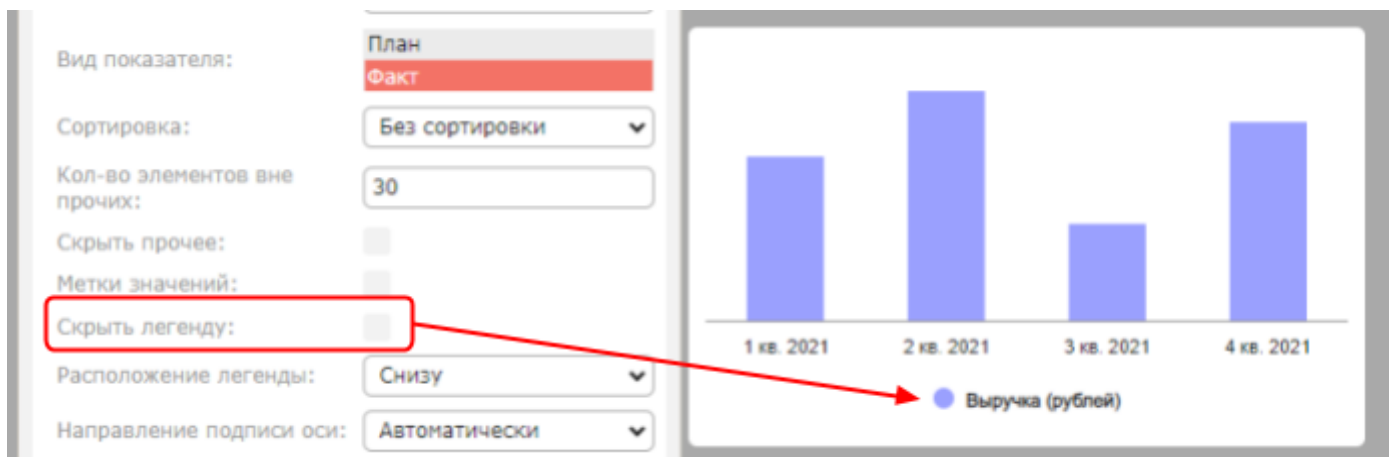 План
Вид показателя:
Факт
Сортировка: Без сортировки
Кол-во элементов вне
прочих:
30
Скрыть прочее:
Метки значений:
Скрыть легенду:
Расположение легенды: Снизу
Направление подписи оси: Автоматически
1 кв. 2021 2 кв. 2021 3 кв. 2021 4 кв. 2021
Выручка (рублей)